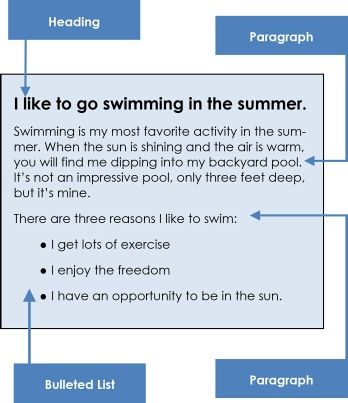 Heading
Paragraph
I like to go swimming in the summer.
Swimming is my most favorite activity in the sum-
mer. When the sun is shining and the air is warm,
you will find me dipping into my backyard pool.
It's not an impressive pool, only three feet deep,
but it's mine.
There are three reasons I like to swim:
● I get lots of exercise
● I enjoy the freedom
● I have an opportunity to be in the sun.
Bulleted List
Paragraph